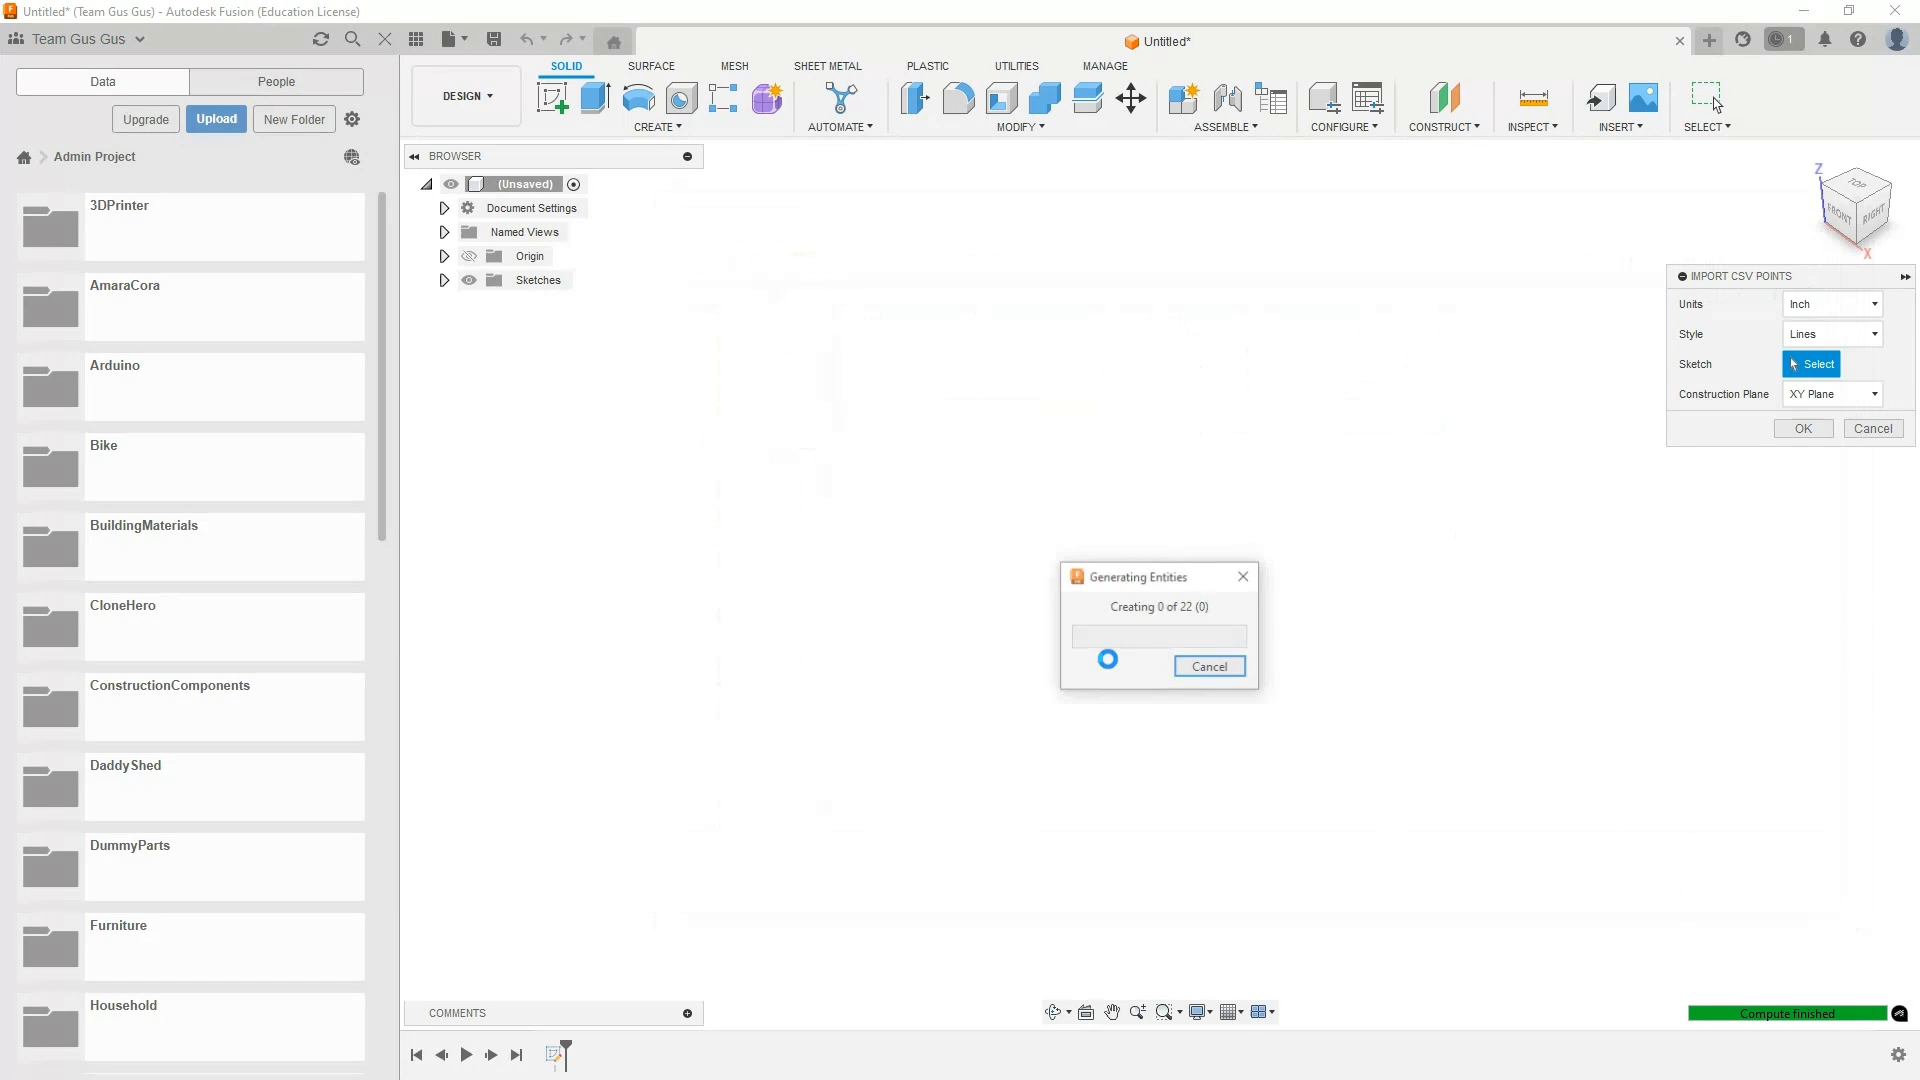 Untitled* (Team Gus Gus) - Autodesk Fusion (Education License)
Team Gus Gus
Untitled*
1
Data
People
Upgrade
Upload
New Folder
Admin Project
3DPrinter
AmaraCora
Arduino
Bike
BuildingMaterials
CloneHero
ConstructionComponents
DaddyShed
DummyParts
Furniture
Household
DESIGN
SOLID
SURFACE
MESH
SHEET METAL
PLASTIC
UTILITIES
MANAGE
CREATE
AUTOMATE
MODIFY
ASSEMBLE
CONFIGURE
CONSTRUCT
INSPECT
INSERT
SELECT
BROWSER
(Unsaved)
Document Settings
Named Views
Origin
Sketches
Z
TOP
FRONT
RIGHT
X
IMPORT CSV POINTS
Units
Inch
Style
Lines
Sketch
Select
Construction Plane
XY Plane
OK
Cancel
Generating Entities
Creating 0 of 22 (0)
Cancel
COMMENTS
Compute finished